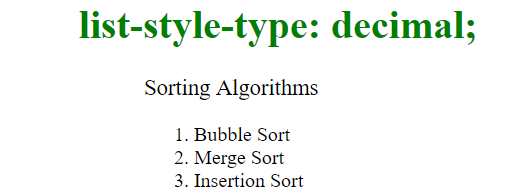 list-style-type: decimal;
Sorting Algorithms
1. Bubble Sort
2. Merge Sort
3. Insertion Sort